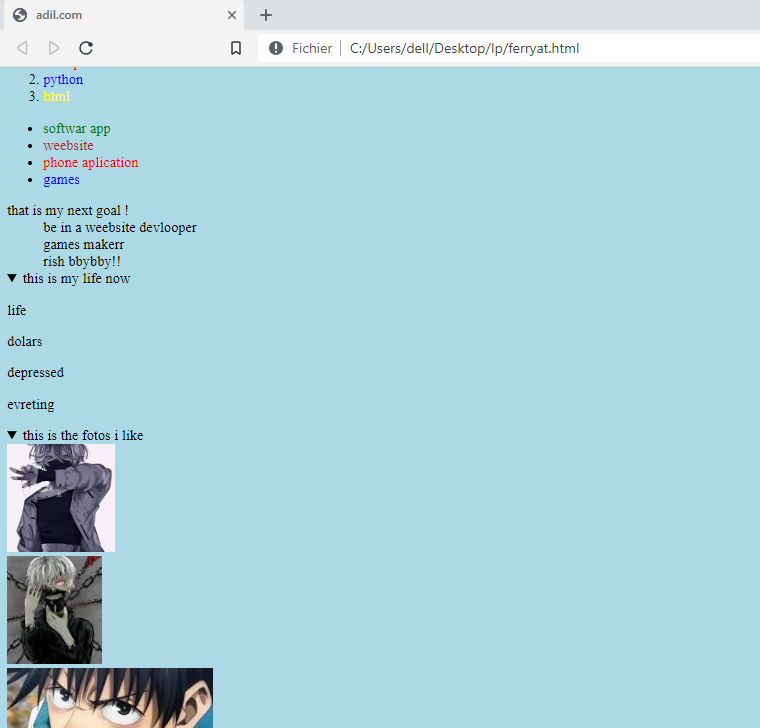 adil.com
Fichier C:/Users/dell/Desktop/lp/ferryat.html
2. python
3. html
softwar app
weebsite
phone aplication
games
that is my next goal !
be in a weebsite devlooper
games makerr
rish bbybby!!
this is my life now
life
dolars
depressed
evreting
this is the fotos i like